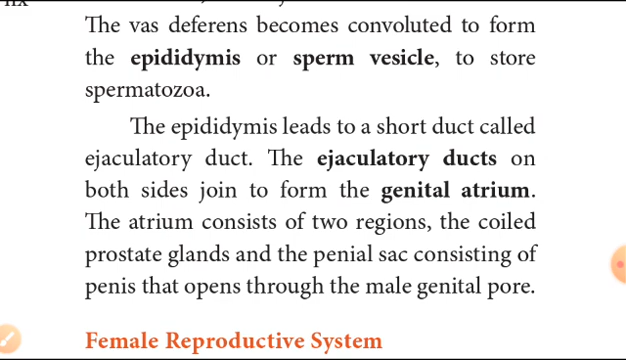 The vas deferens becomes convoluted to form
the epididymis or sperm vesicle, to store
spermatozoa.
The epididymis leads to a short duct called
ejaculatory duct. The ejaculatory ducts on
both sides join to form the genital atrium.
The atrium consists of two regions, the coiled
prostate glands and the penial sac consisting of
penis that opens through the male genital pore.
Female Reproductive System